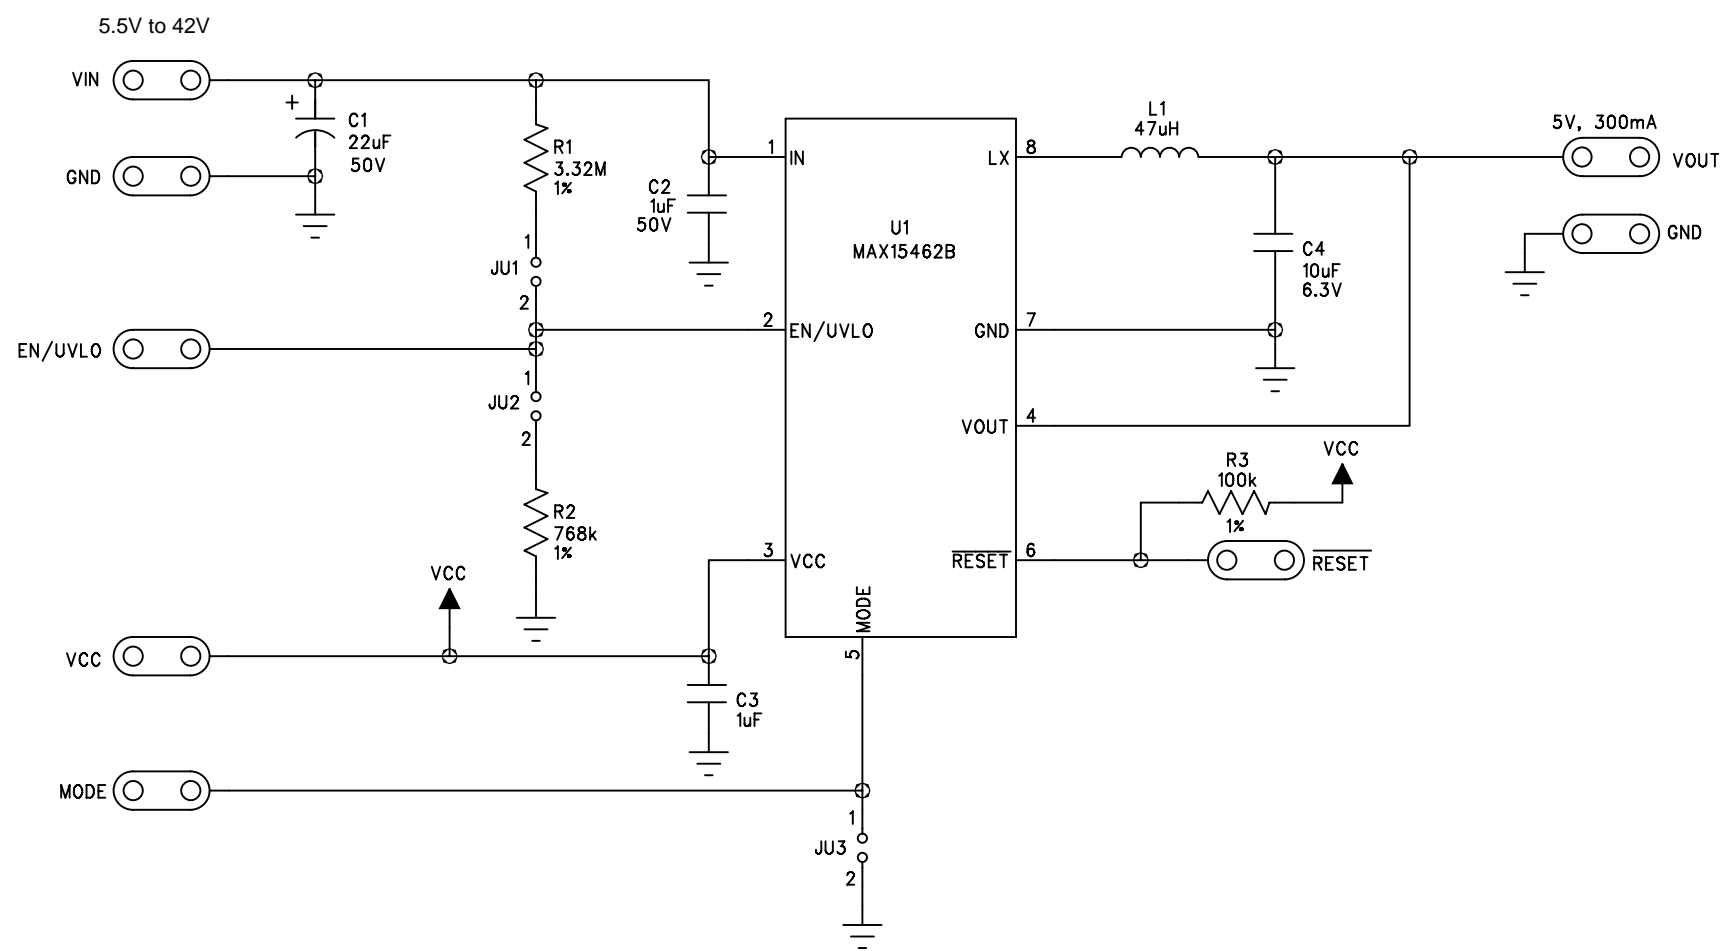 5.5V to 42V
VIN
GND
+
C1
22uF
50V
R1
3.32M
1%
1
JU1
2
C2
1uF
50V
EN/UVLO
1
JU2
2
R2
768k
1%
VCC
VCC
C3
1uF
MODE
1
JU3
2
U1
MAX15462B
1
IN
2
EN/UVLO
3
VCC
MODE
5
LX
8
GND
7
VOUT
4
RESET
6
L1
47uH
C4
10uF
6.3V
5V, 300mA
VOUT
GND
R3
100k
1%
VCC
RESET